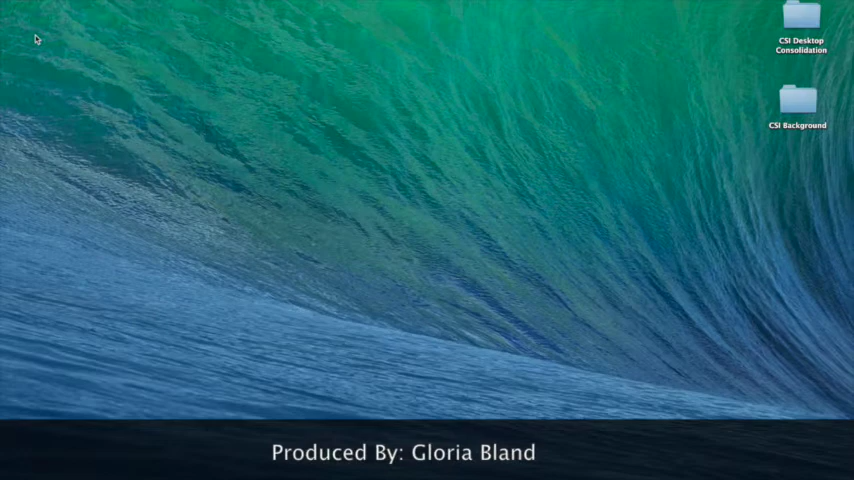 CSI Desktop
Consolidation
CSI Background
Produced By: Gloria Bland